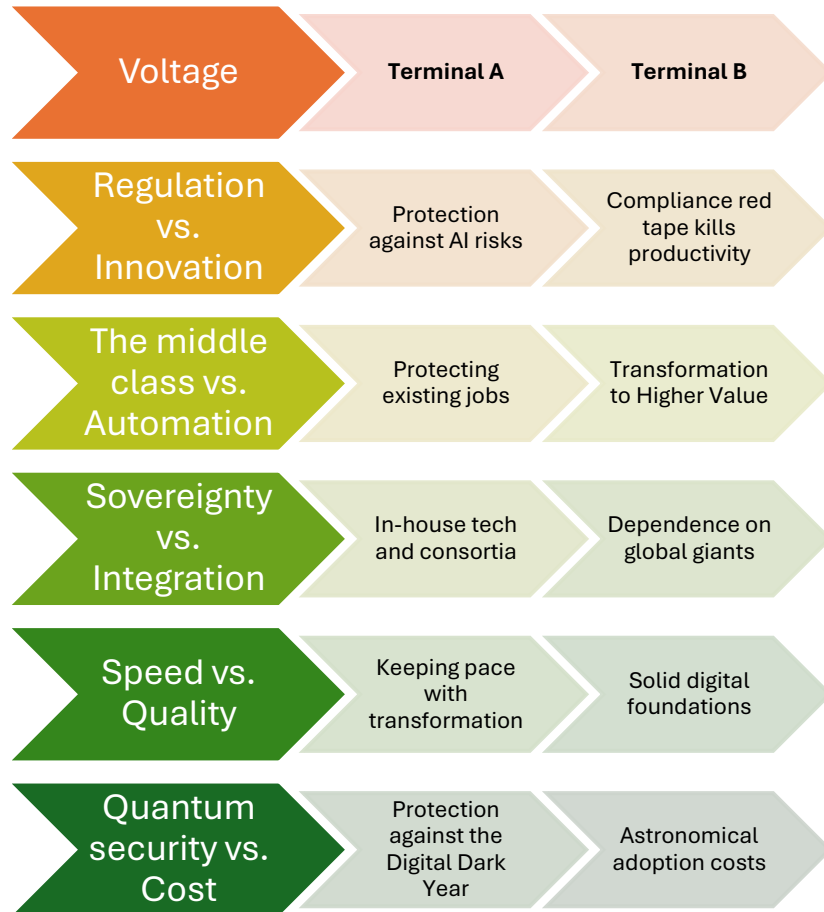 Voltage
Terminal A
Terminal B
Regulation
vs.
Innovation
Protection
against AI risks
Compliance red
tape kills
productivity
The middle
class vs.
Automation
Protecting
existing jobs
Transformation
to Higher Value
Sovereignty
vs.
Integration
In-house tech
and consortia
Dependence on
global giants
Speed vs.
Quality
Keeping pace
with
transformation
Solid digital
foundations
Quantum
security vs.
Cost
Protection
against the
Digital Dark
Year
Astronomical
adoption costs